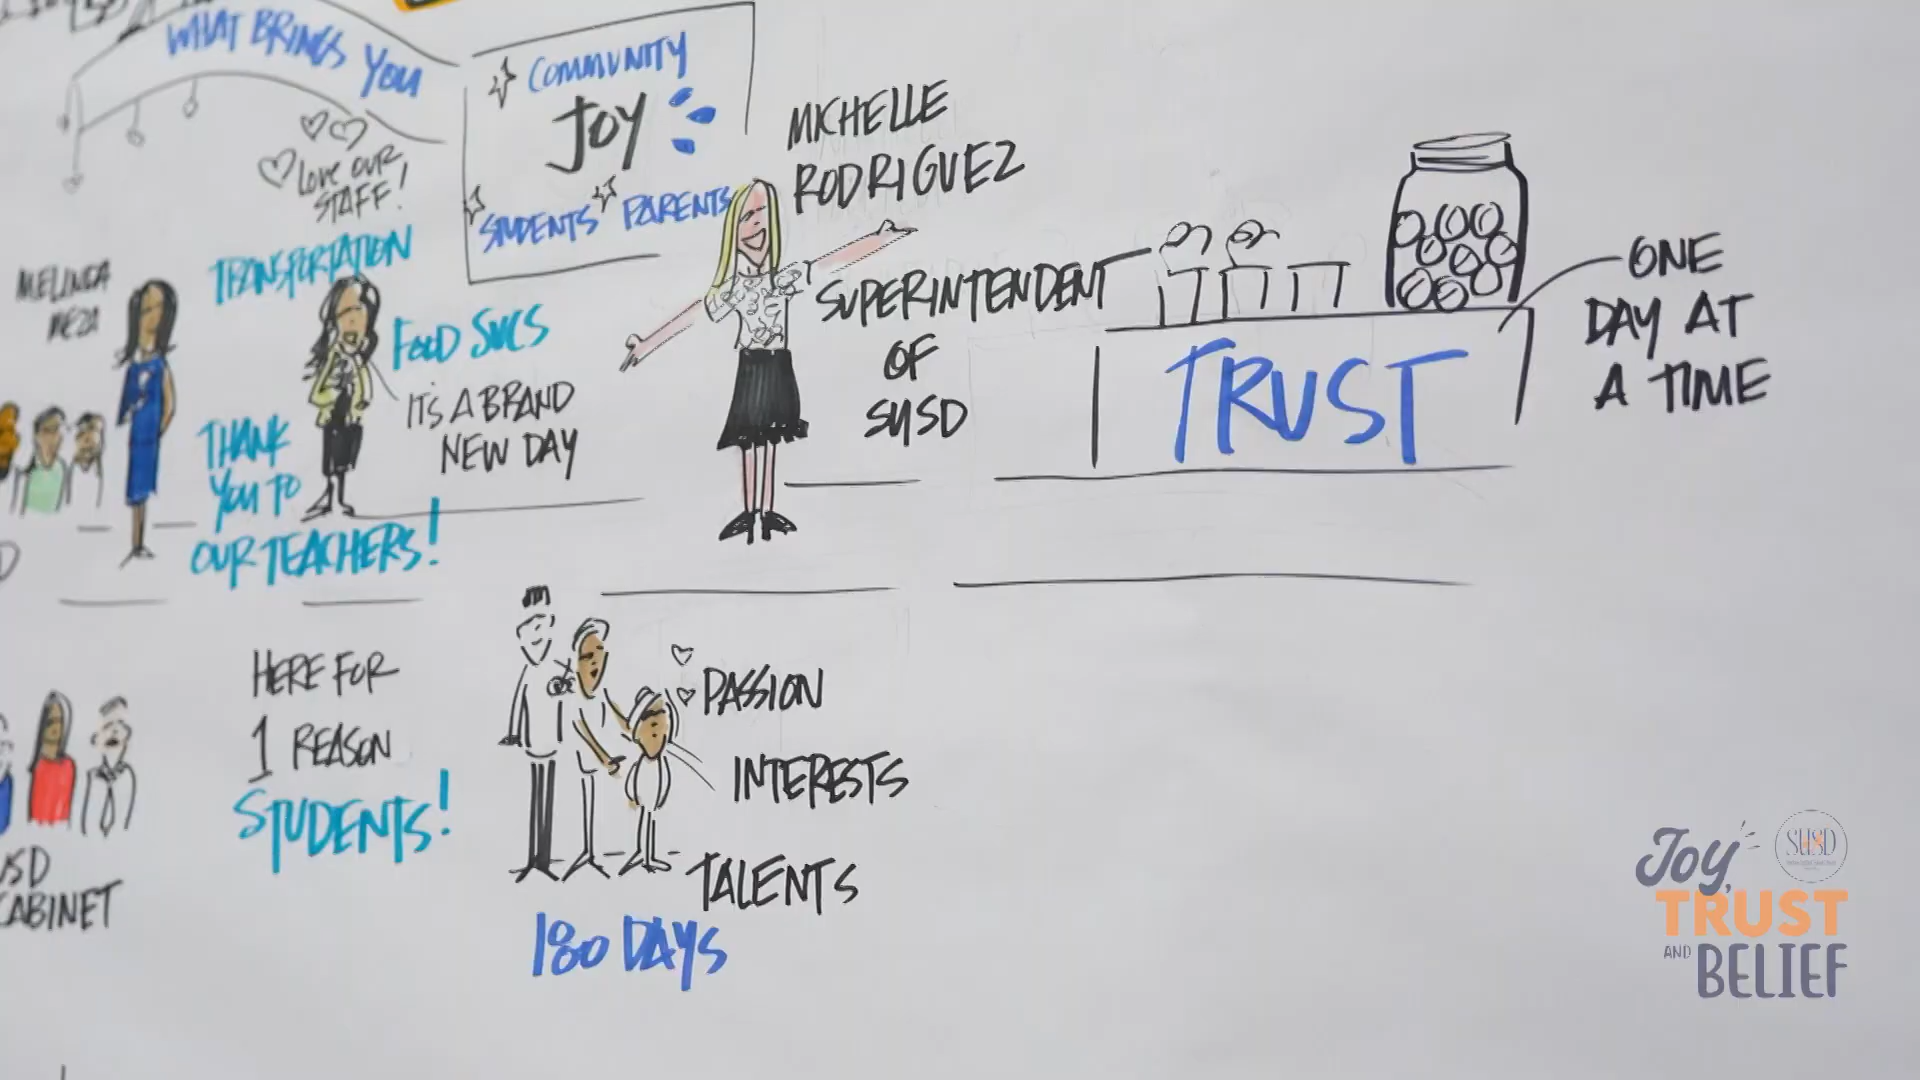 WHAT BRINGS YOU
LOVE OUR
STAFF!
TRANSPORTATION
MELINDA
MEZA
FOOD SVCS
IT'S A BRAND
NEW DAY
THANK
YOU TO
OUR TEACHERS!
COMMUNITY
JOY
STUDENTS PARENTS
MICHELLE
RODRIGUEZ
SUPERINTENDENT
OF
SUSD
TRUST
ONE
DAY AT
A TIME
CABINET
HERE FOR
1 REASON
STUDENTS!
PASSION
INTERESTS
TALENTS
180 DAYS
Joy,
SUSD
TRUST
AND
BELIEF